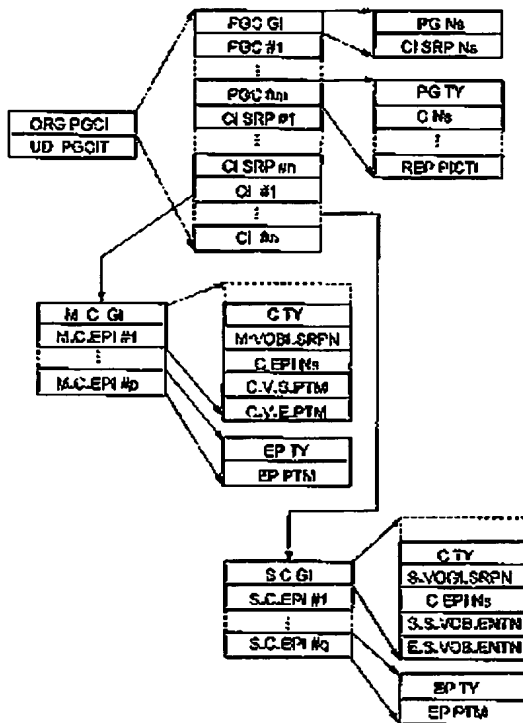 PGC GI
PGC #1
PG Ns
CI SRP Ns
PGC #m
CI SRP #1
PG TY
C Ns
REP PICTI
ORG PGCI
UD PGCIT
CI SRP #n
CI #1
CI #n
M C GI
M.C.EPI #1
M.C.EPI #p
C TY
M-VOBI.SRPN
C EPI Ns
C.V.S.PTM
C.V.E.PTM
EP TY
EP PTM
S C GI
S.C.EPI #1
S.C.EPI #q
C TY
S.VOGI.SRPN
C EPI Ns
S.S.VOB.ENTN
E.S.VOB.ENTN
EP TY
EP PTM